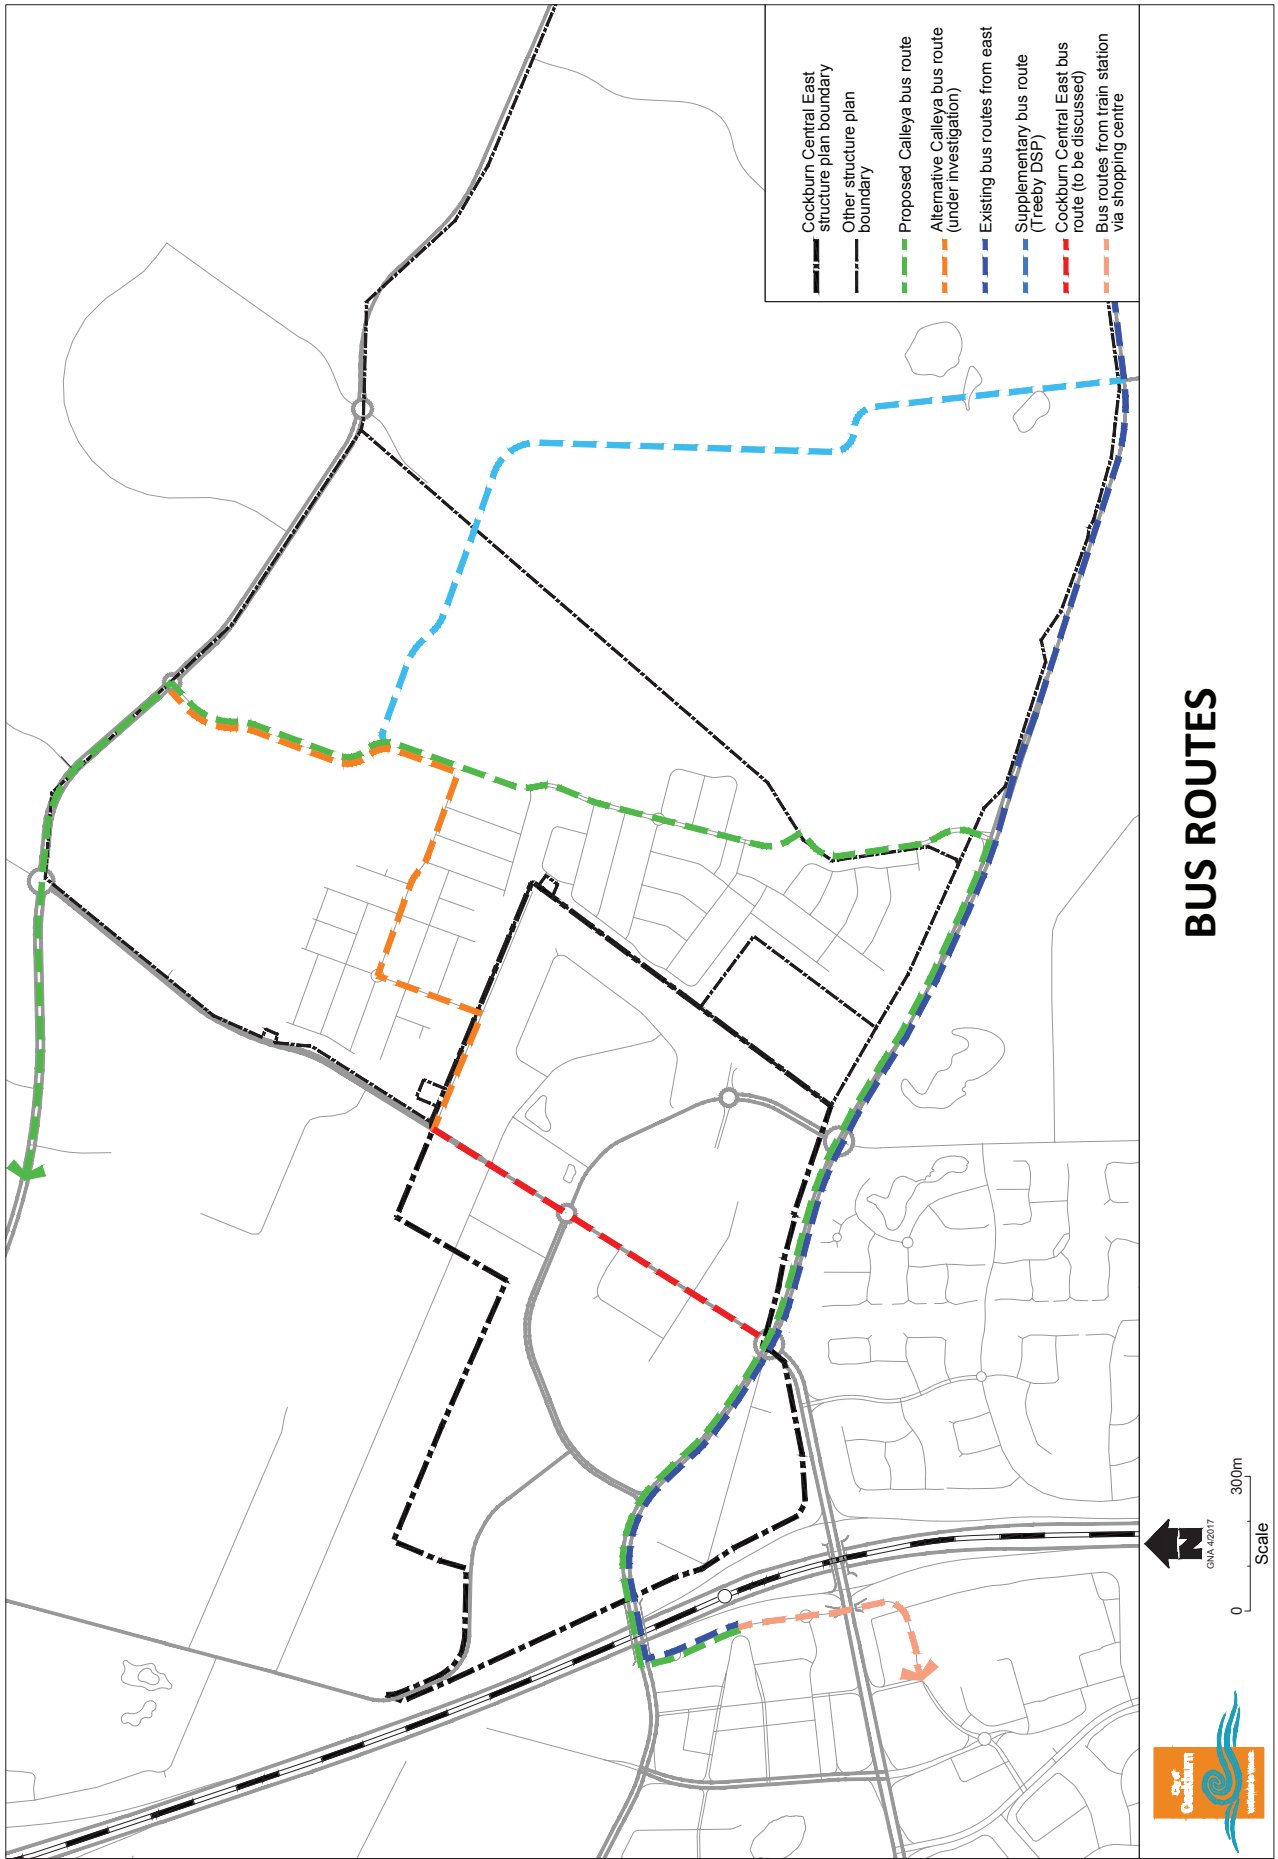 Cockburn Central East
structure plan boundary
Other structure plan
boundary
Proposed Calleya bus route
Alternative Calleya bus route
(under investigation)
Existing bus routes from east
Supplementary bus route
(Treeby DSP)
Cockburn Central East bus
route (to be discussed)
Bus routes from train station
via shopping centre
BUS ROUTES
N
GNA 4/2017
0 300m
Scale
City of
Cockburn